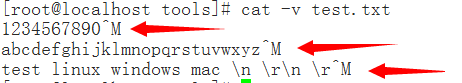 [root@localhost tools]# cat -v test.txt
1234567890^M
abcdefghijklmnopqrstuvwxyz^M
test linux windows mac \n \r\n \r^M